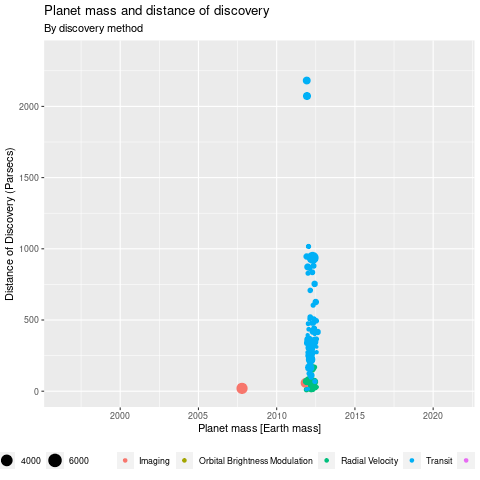 Planet mass and distance of discovery
By discovery method
Distance of Discovery (Parsecs)
2000
1500
1000
500
0
2000 2005 2010 2015 2020
Planet mass [Earth mass]
4000 6000 Imaging Orbital Brightness Modulation Radial Velocity Transit